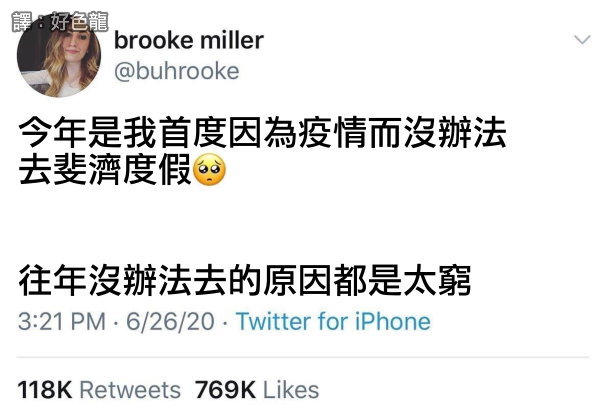 譯：好色龍
brooke miller
@buhrooke
今年是我首度因為疫情而沒辦法
去斐濟度假🥺
往年沒辦法去的原因都是太窮
3:21 PM · 6/26/20 · Twitter for iPhone
118K Retweets 769K Likes